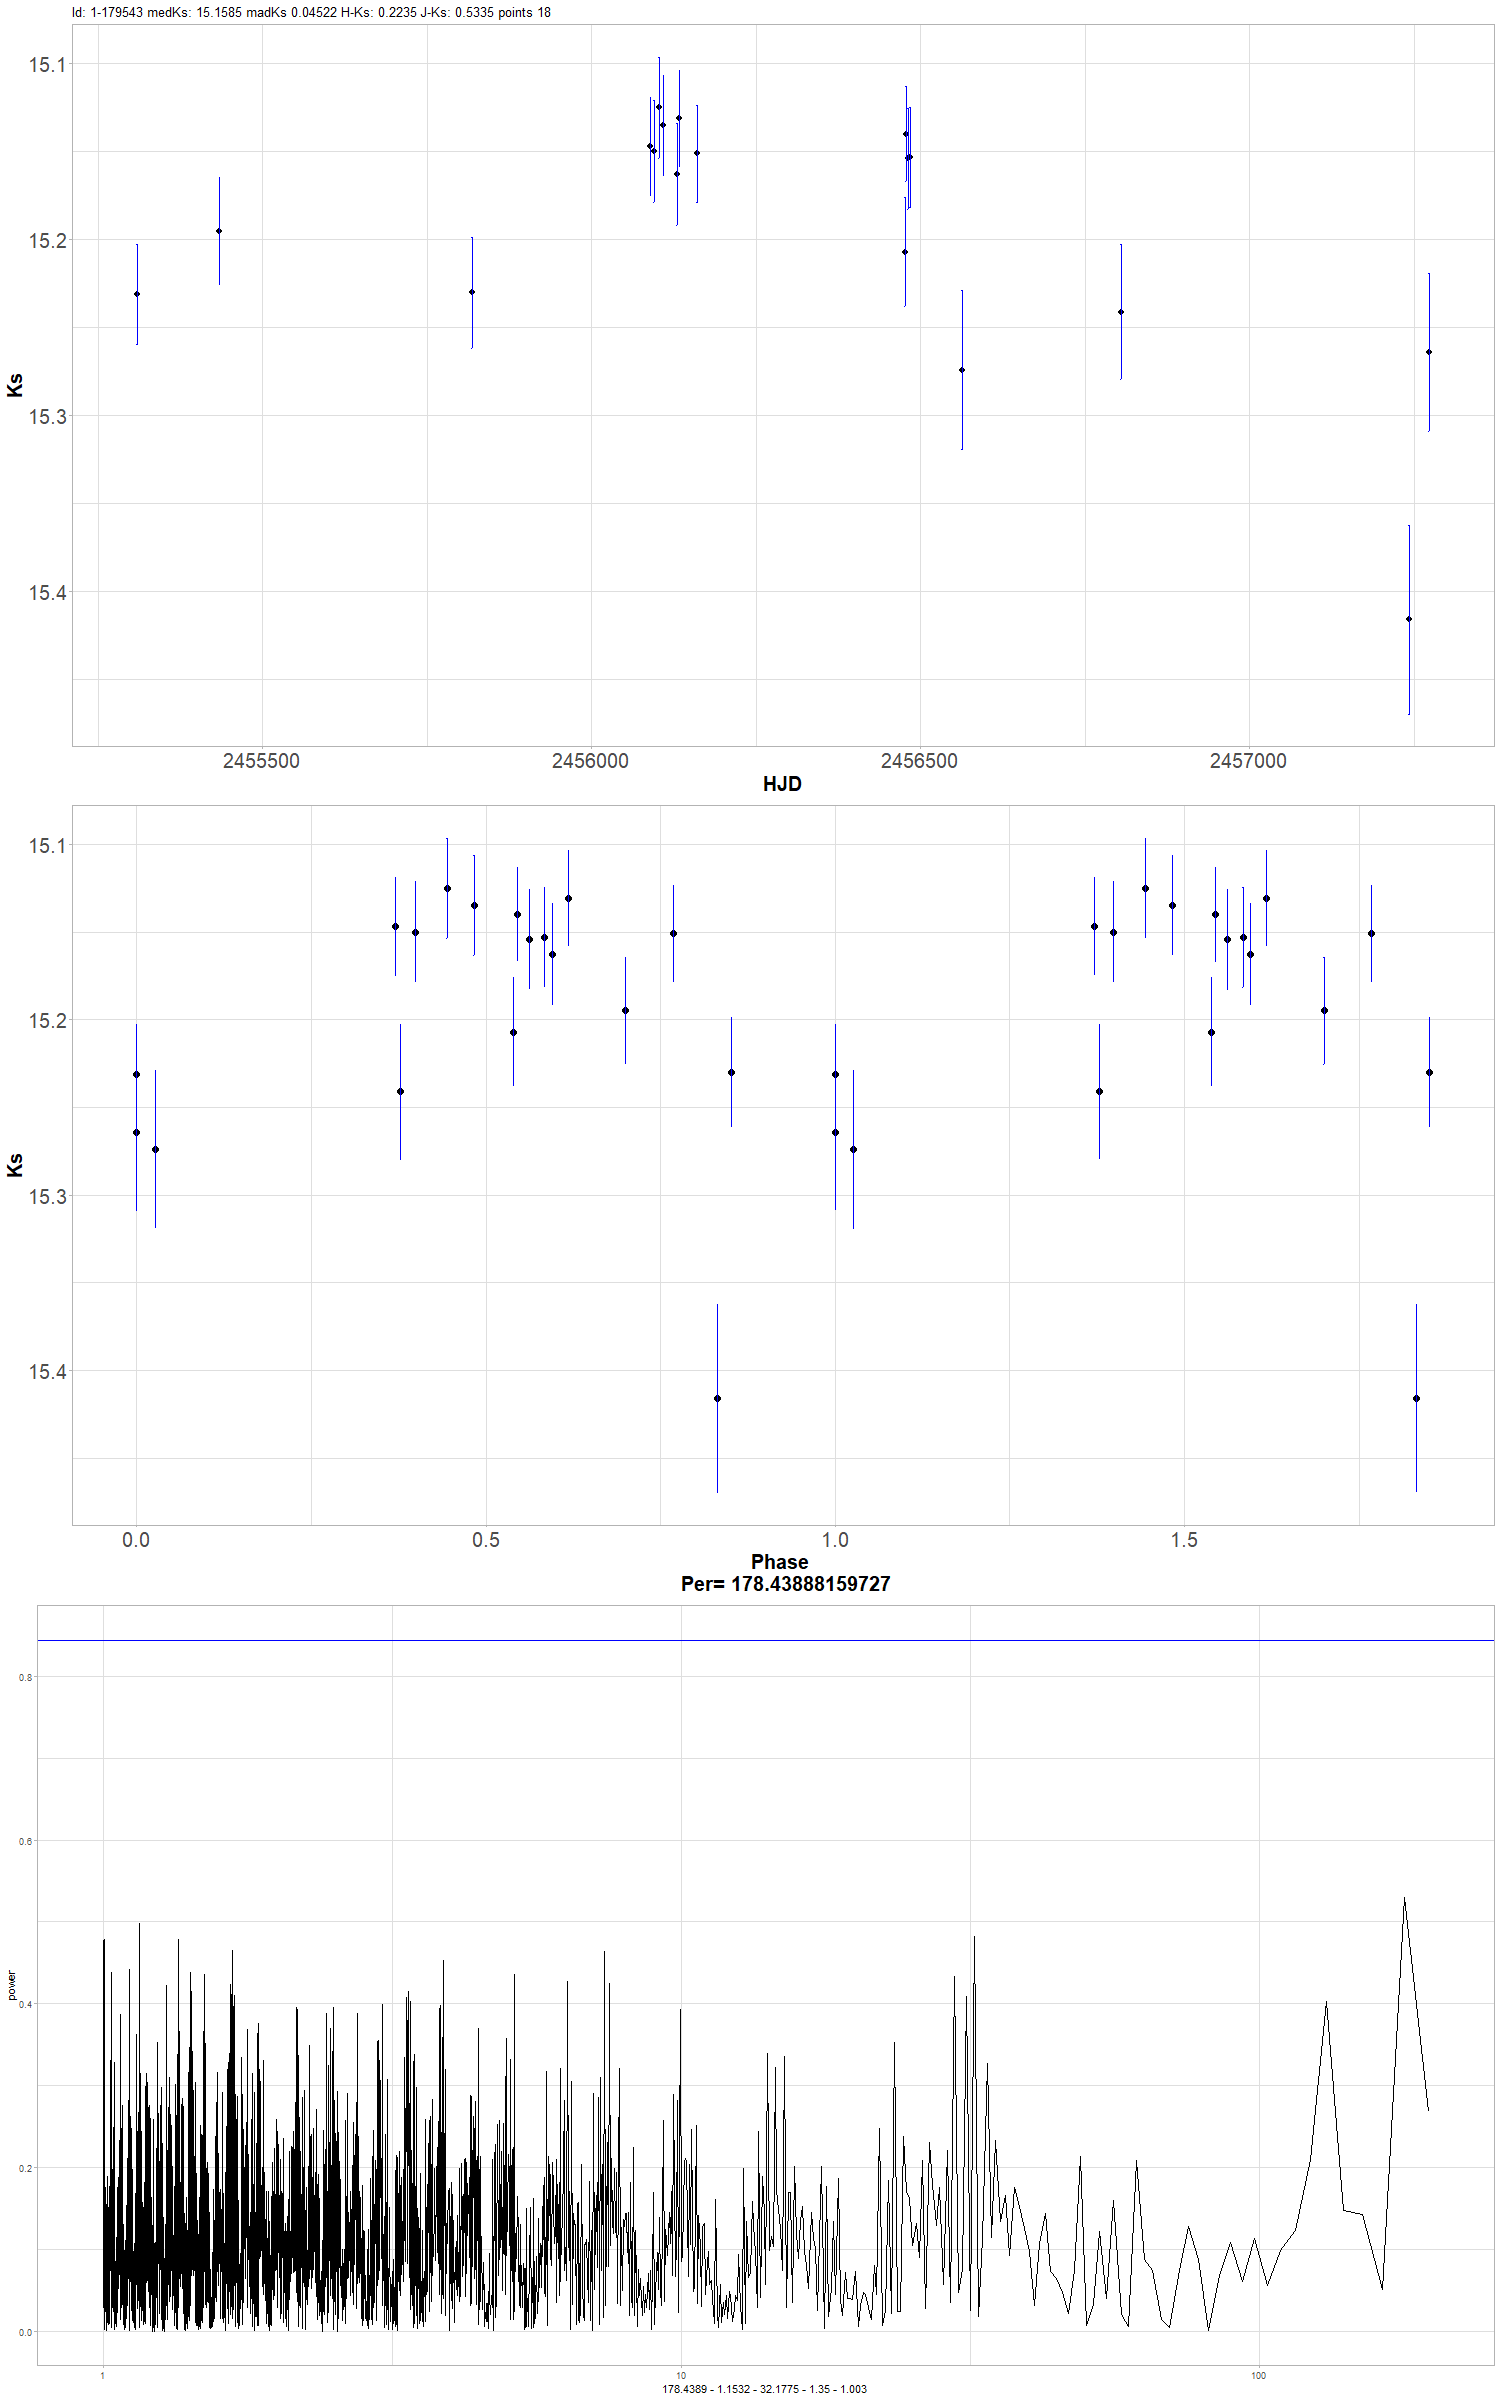 Id: 1-179543 medKs: 15.1585 madKs 0.04522 H-Ks: 0.2235 J-Ks: 0.5335 points 18
15.1
15.2
15.3
15.4
Ks
2455500 2456000 2456500 2457000
HJD
15.1
15.2
15.3
15.4
Ks
0.0 0.5 1.0 1.5
Phase
Per= 178.43888159727
0.8
0.6
0.4
0.2
0.0
power
1 10 100
178.4389 - 1.1532 - 32.1775 - 1.35 - 1.003